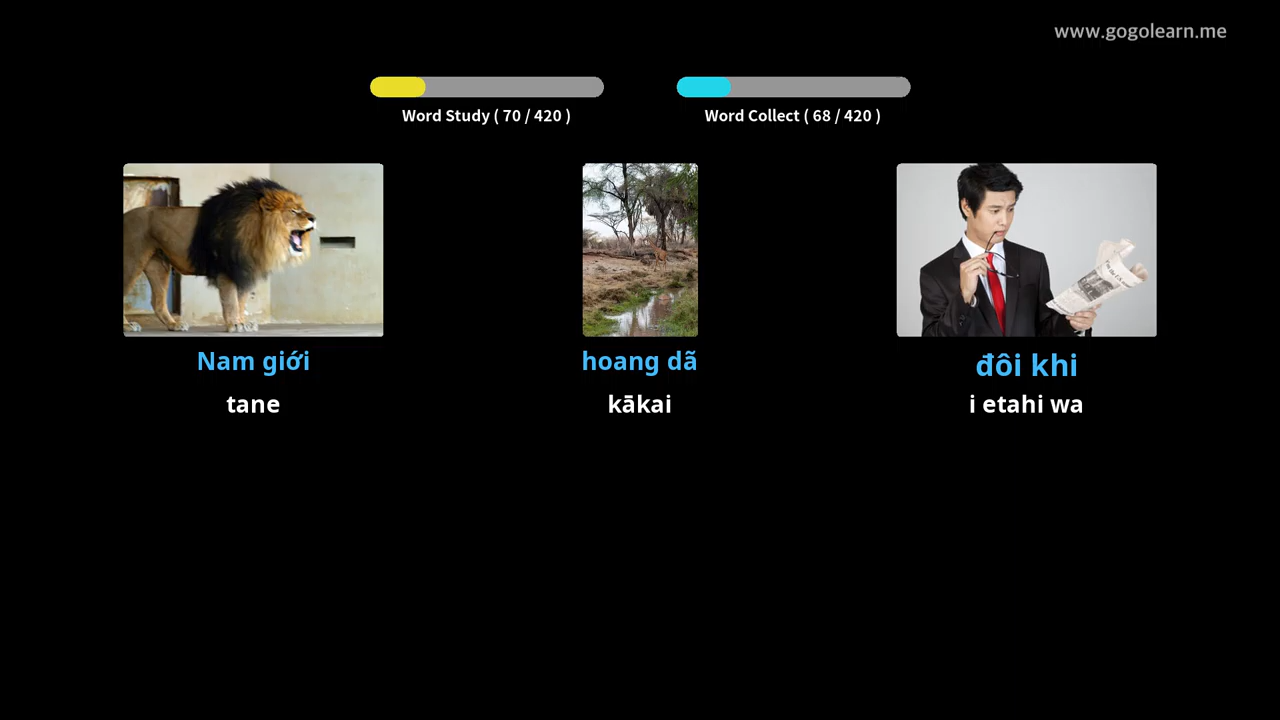 www.gogolearn.me
Word Study ( 70 / 420 )
Word Collect ( 68 / 420 )
Nam giới
hoang dã
đôi khi
tane
kākai
i etahi wa